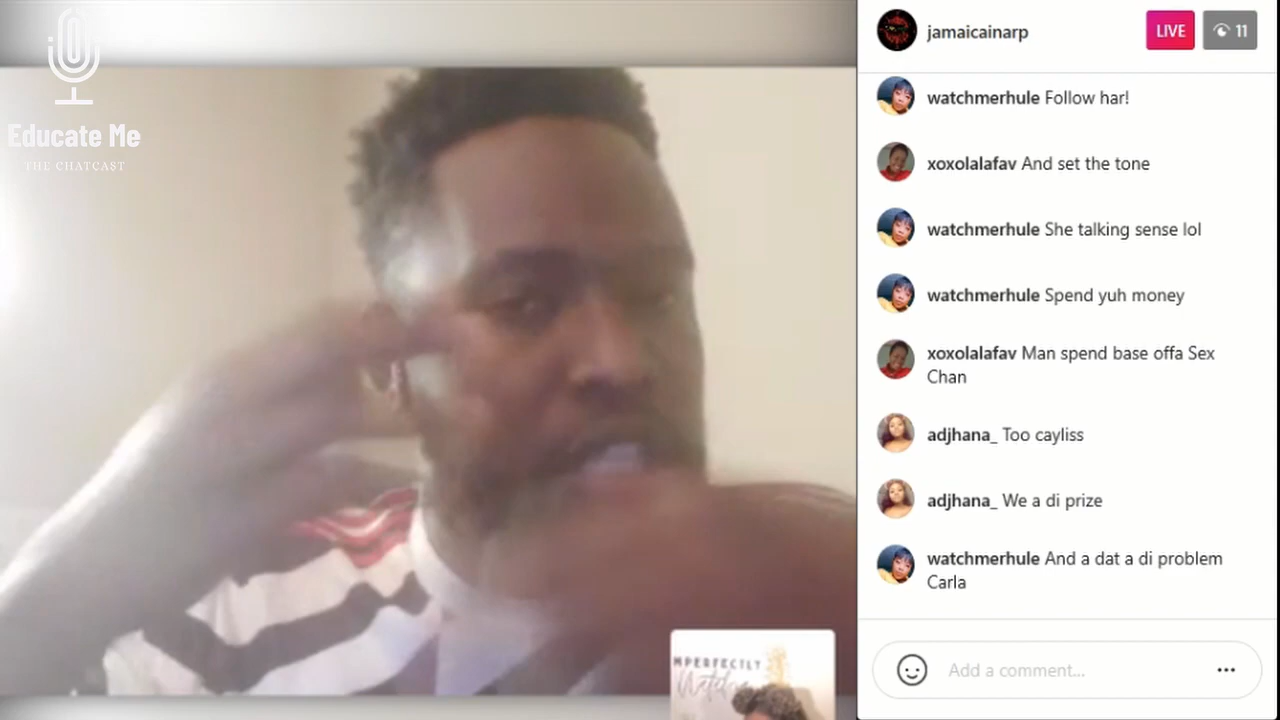 Educate Me
THE CHATCAST
MPERFECTLY
jamaicainarp
LIVE
11
watchmerhule Follow har!
xoxolalafav And set the tone
watchmerhule She talking sense lol
watchmerhule Spend yuh money
xoxolalafav Man spend base offa Sex
Chan
adjhana_ Too cayliss
adjhana_ We a di prize
watchmerhule And a dat a di problem
Carla
Add a comment...